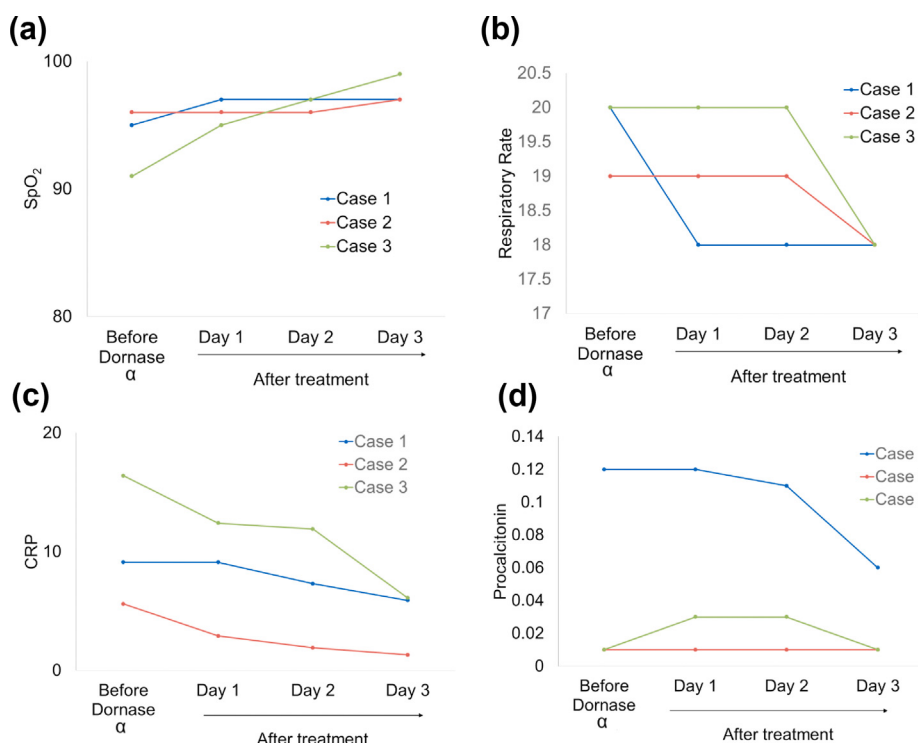 (a)
100
90
80
SpO2
Case 1
Case 2
Case 3
Before
Dornase
α
Day 1
Day 2
Day 3
After treatment
(b)
20.5
20
19.5
19
18.5
18
17.5
17
Respiratory Rate
Case 1
Case 2
Case 3
Before
Dornase
α
Day 1
Day 2
Day 3
After treatment
(c)
20
10
0
CRP
Case 1
Case 2
Case 3
Before
Dornase
α
Day 1
Day 2
Day 3
After treatment
(d)
0.14
0.12
0.1
0.08
0.06
0.04
0.02
0
Procalcitonin
Case
Case
Case
Before
Dornase
α
Day 1
Day 2
Day 3
After treatment